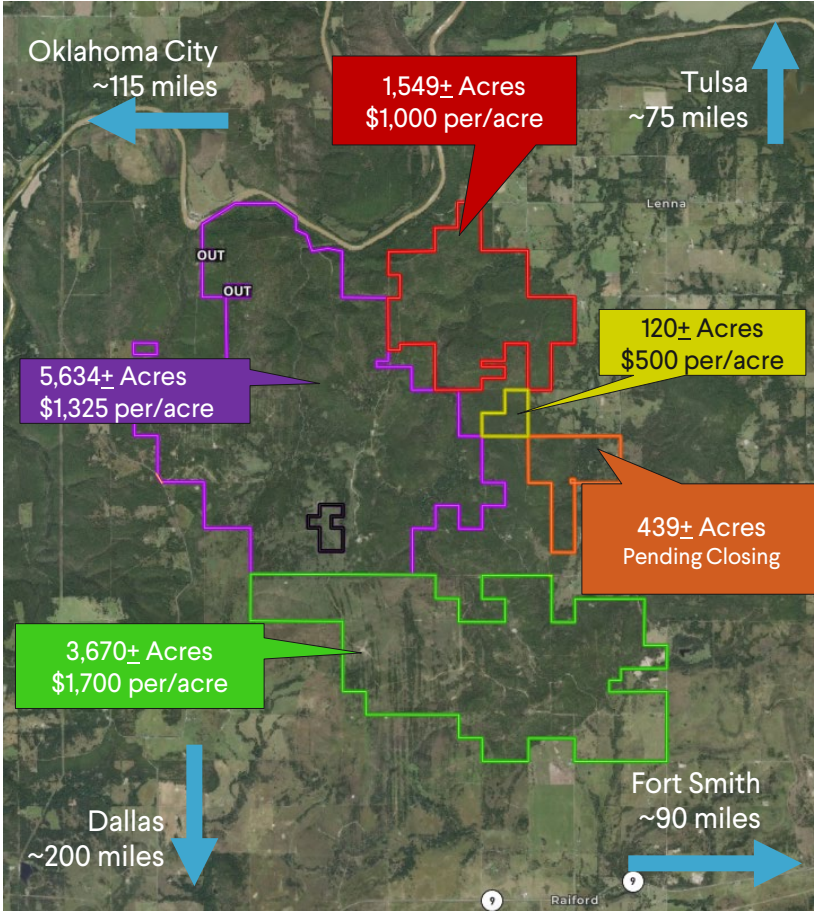 Oklahoma City
~115 miles
1,549± Acres
$1,000 per/acre
Tulsa
~75 miles
Lenna
OUT
OUT
120± Acres
$500 per/acre
5,634± Acres
$1,325 per/acre
439± Acres
Pending Closing
3,670± Acres
$1,700 per/acre
Dallas
~200 miles
Fort Smith
~90 miles
9
9
Raiford